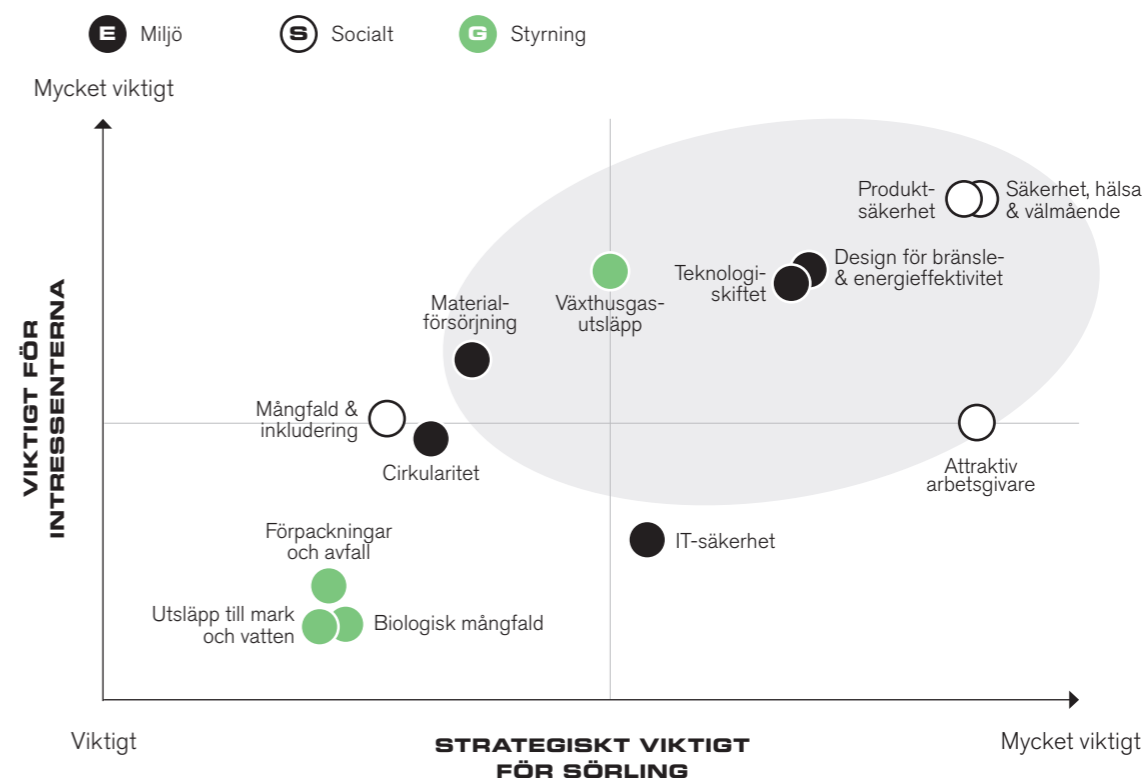 E Miljö
S Socialt
G Styrning
Mycket viktigt
VIKTIGT FÖR
INTRESSENTERNA
Produkt-
säkerhet
Säkerhet, hälsa
& välmående
Design för bränsle-
& energieffektivitet
Teknologi-
skiftet
Växthusgas-
utsläpp
Material-
försörjning
Mångfald &
inkludering
Cirkularitet
Attraktiv
arbetsgivare
IT-säkerhet
Förpackningar
och avfall
Utsläpp till mark
och vatten
Biologisk mångfald
Viktigt
STRATEGISKT VIKTIGT
FÖR SÖRLING
Mycket viktigt